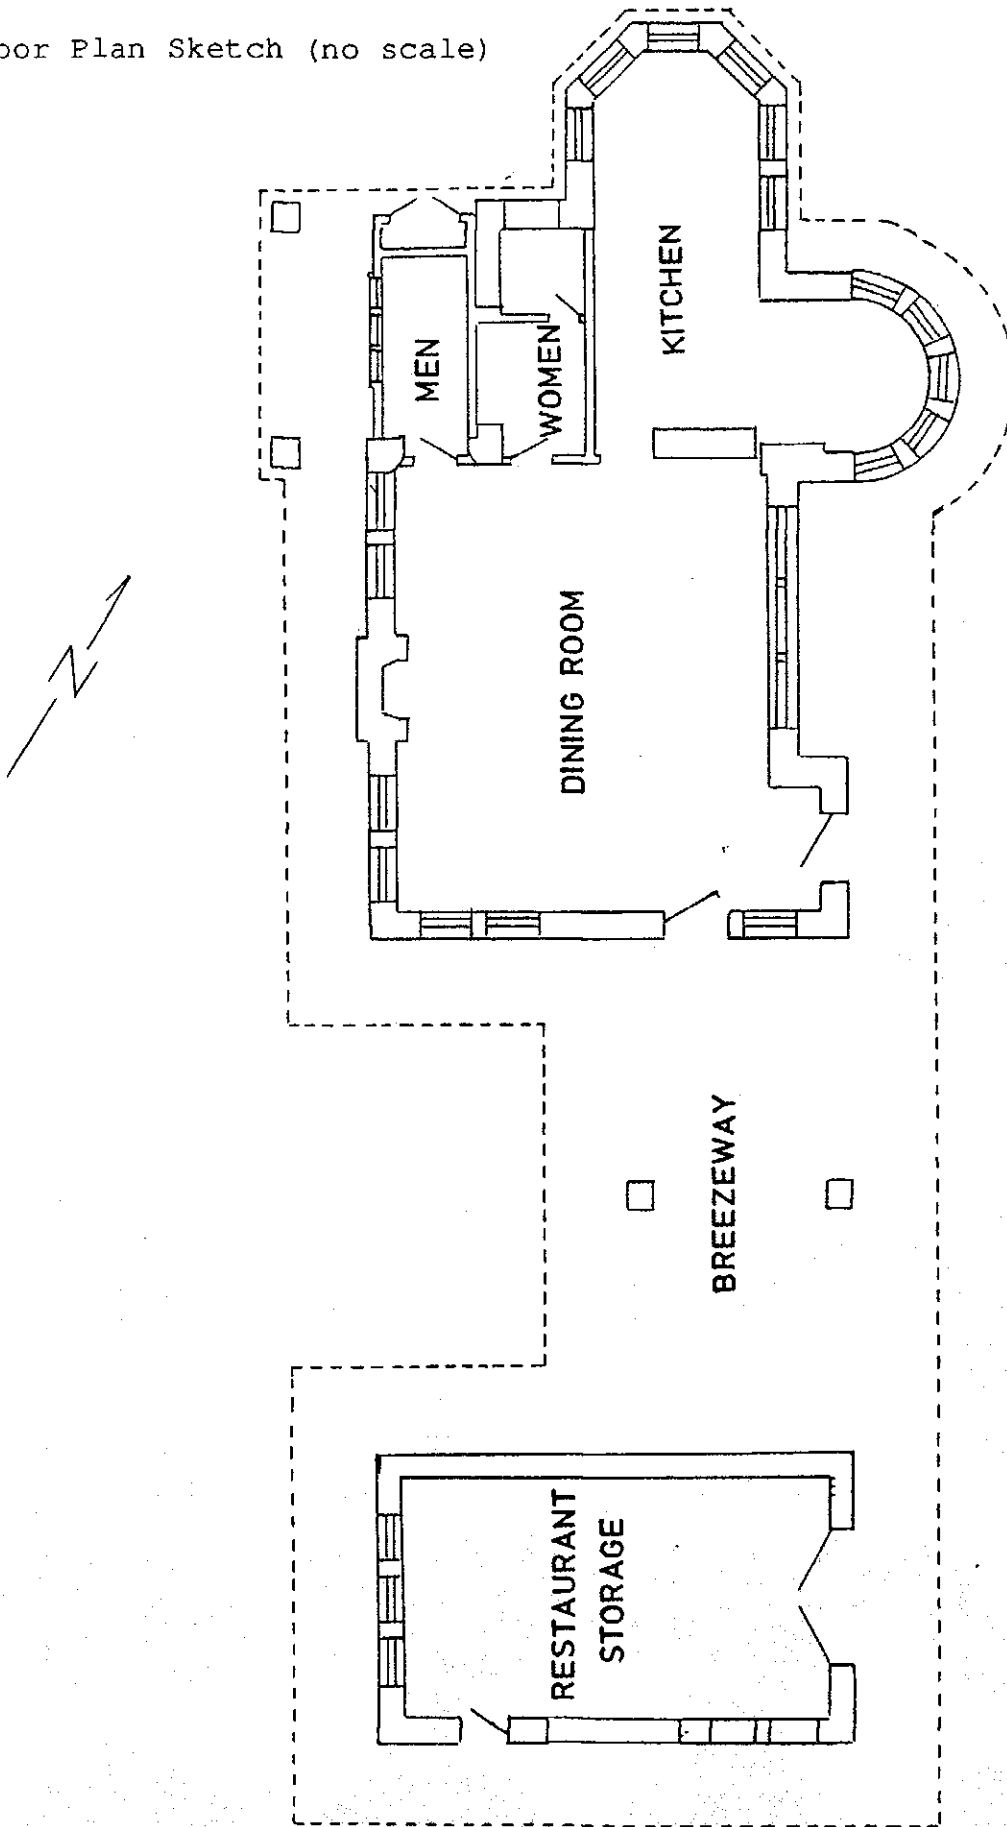 oor Plan Sketch (no scale)
MEN
WOMEN
KITCHEN
N
DINING ROOM
BREEZEWAY
RESTAURANT
STORAGE